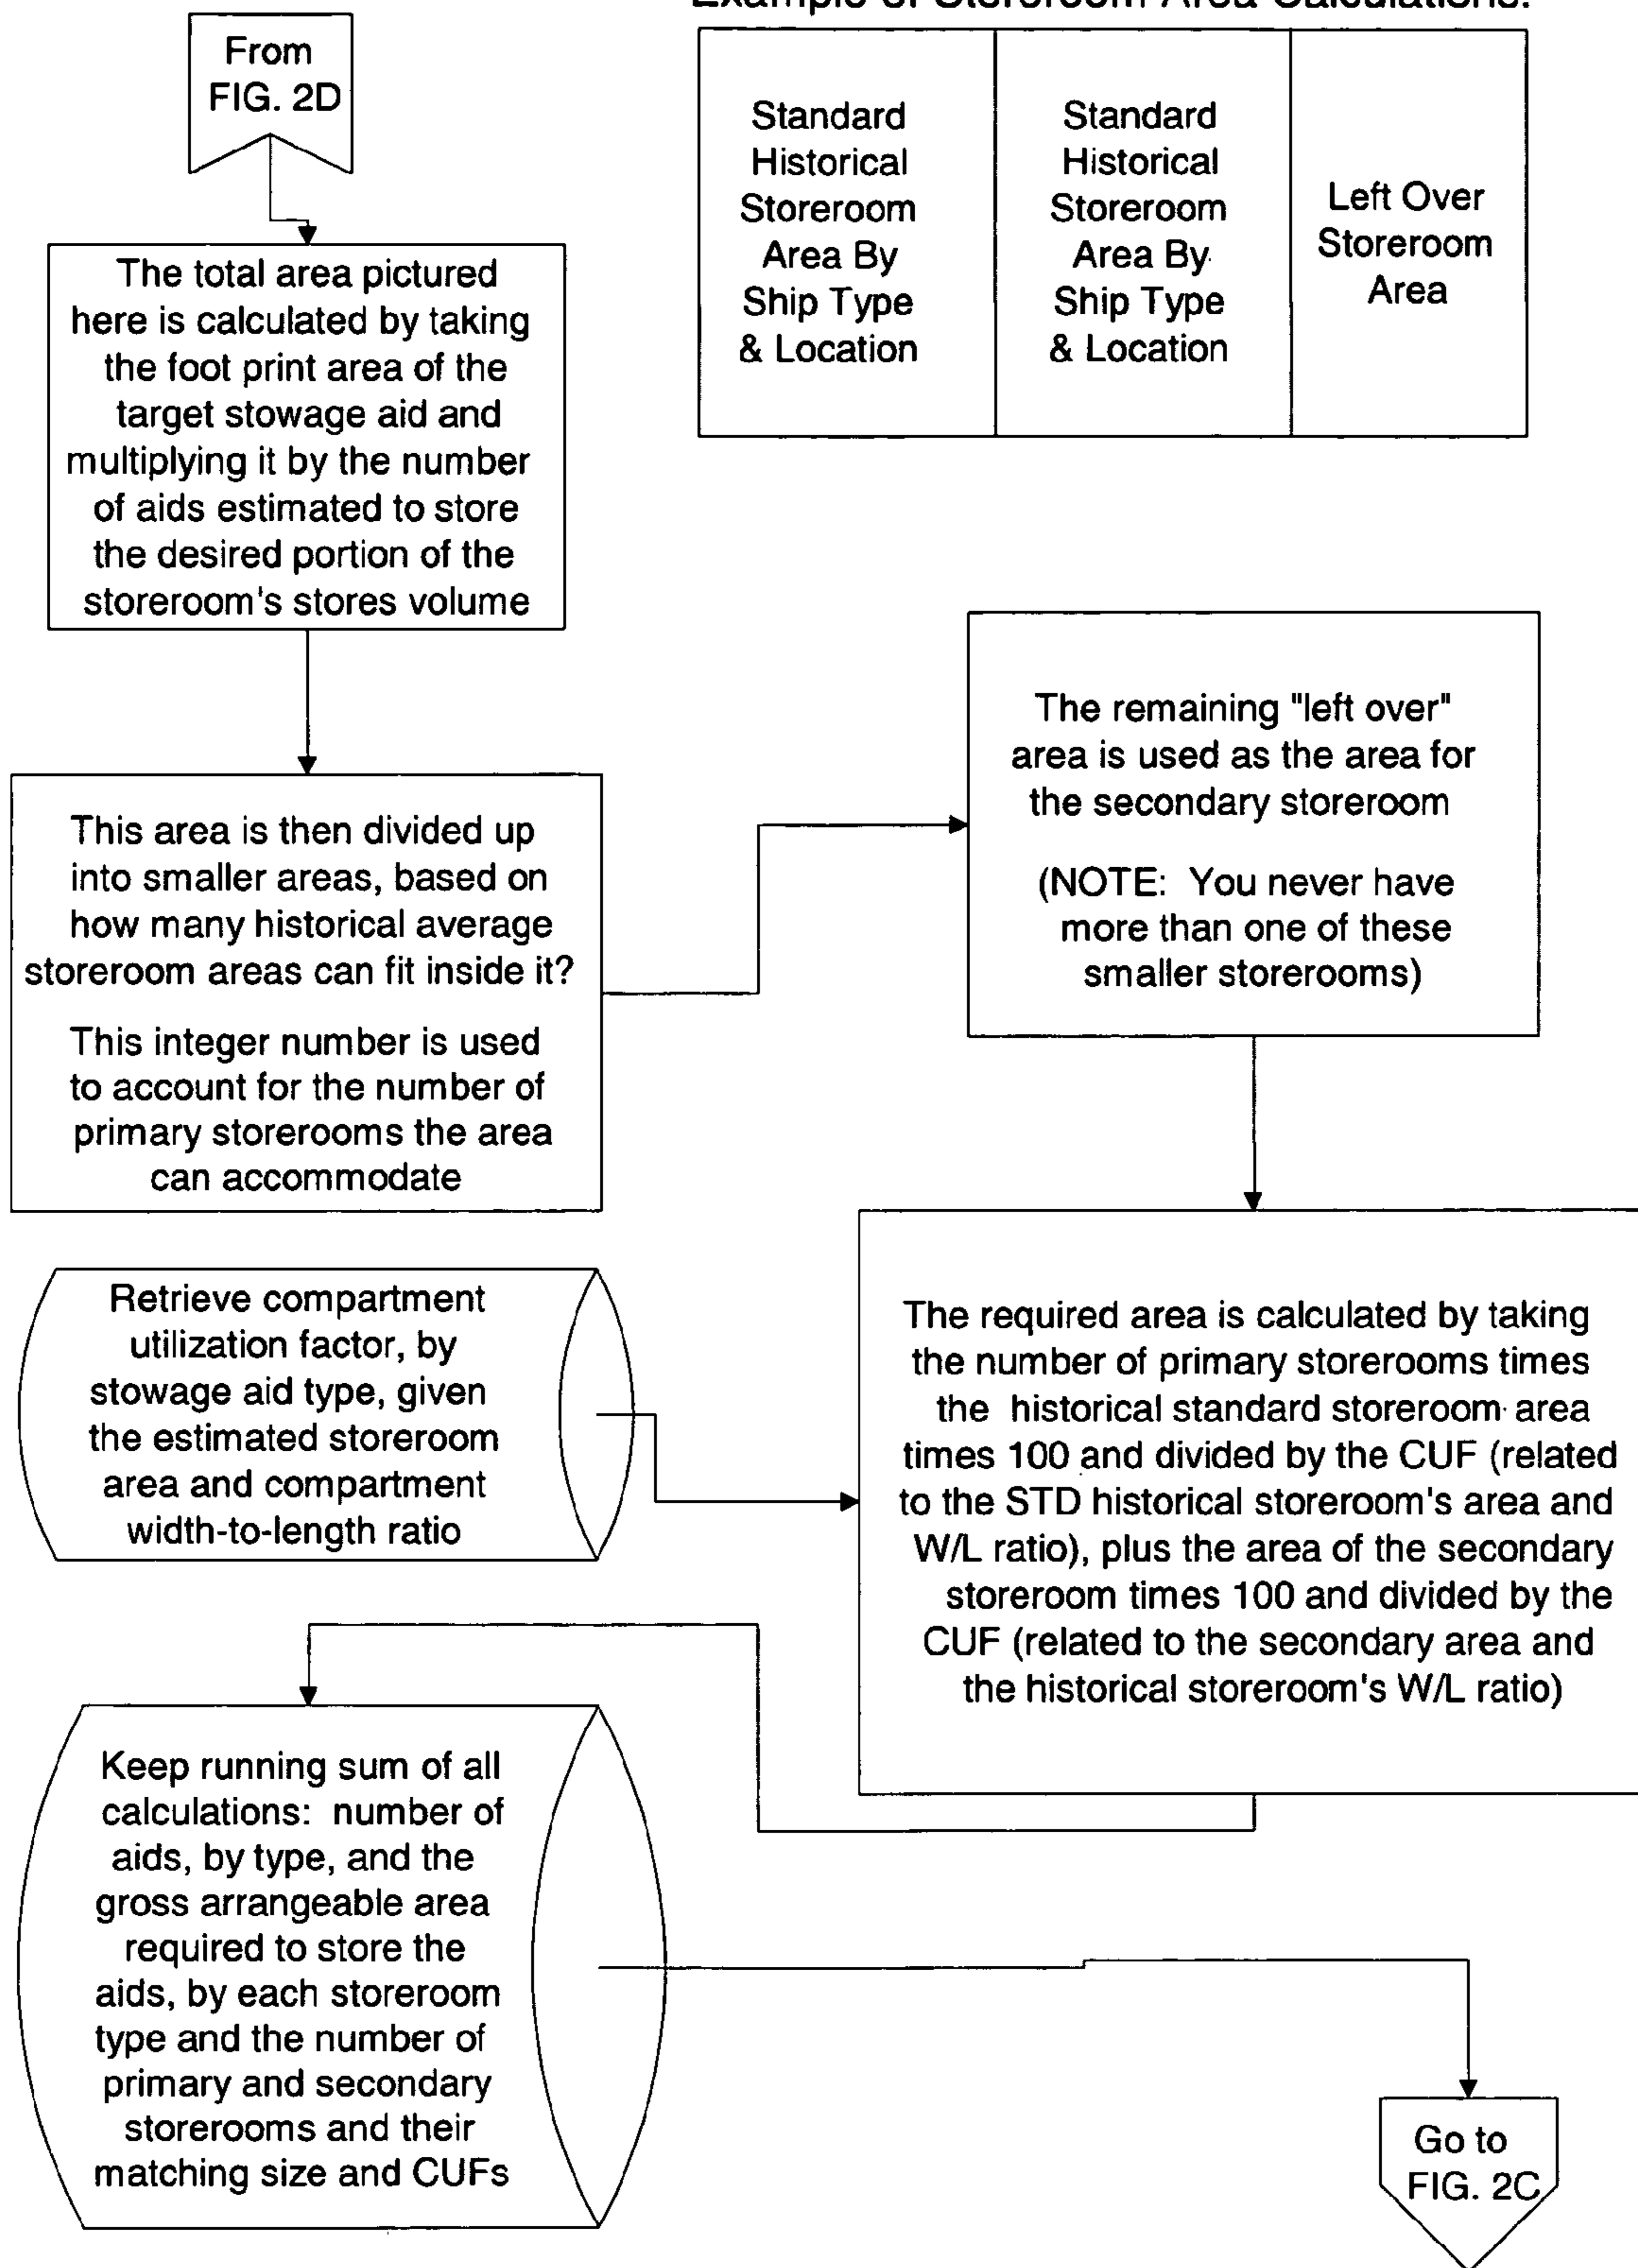 Example of Storeroom Area Calculations:
From
FIG. 2D
Standard
Historical
Storeroom
Area By
Ship Type
& Location
Standard
Historical
Storeroom
Area By
Ship Type
& Location
Left Over
Storeroom
Area
The total area pictured
here is calculated by taking
the foot print area of the
target stowage aid and
multiplying it by the number
of aids estimated to store
the desired portion of the
storeroom's stores volume
This area is then divided up
into smaller areas, based on
how many historical average
storeroom areas can fit inside it?
This integer number is used
to account for the number of
primary storerooms the area
can accommodate
The remaining "left over"
area is used as the area for
the secondary storeroom
(NOTE: You never have
more than one of these
smaller storerooms)
Retrieve compartment
utilization factor, by
stowage aid type, given
the estimated storeroom
area and compartment
width-to-length ratio
The required area is calculated by taking
the number of primary storerooms times
the historical standard storeroom area
times 100 and divided by the CUF (related
to the STD historical storeroom's area and
W/L ratio), plus the area of the secondary
storeroom times 100 and divided by the
CUF (related to the secondary area and
the historical storeroom's W/L ratio)
Keep running sum of all
calculations: number of
aids, by type, and the
gross arrangeable area
required to store the
aids, by each storeroom
type and the number of
primary and secondary
storerooms and their
matching size and CUFs
Go to
FIG. 2C